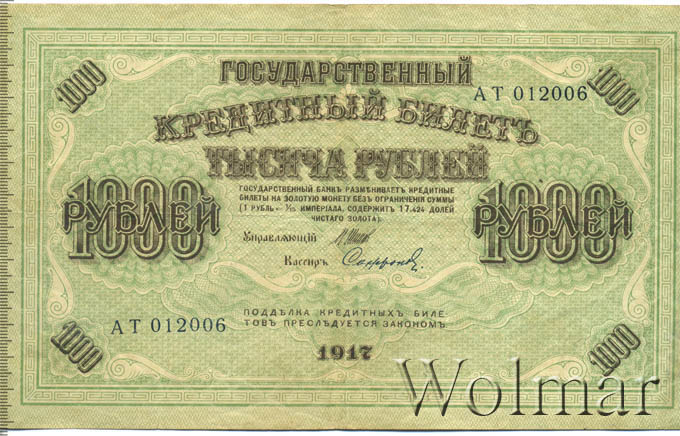 1000
1000
ГОСУДАРСТВЕННЫЙ
АТ 012006
КРЕДИТНЫЙ БИЛЕТЪ
ТЫСЯЧА РУБЛЕЙ
ГОСУДАРСТВЕННЫЙ БАНКЪ РАЗМѢНИВАЕТЪ КРЕДИТНЫЕ
БИЛЕТЫ НА ЗОЛОТУЮ МОНЕТУ БЕЗЪ ОГРАНИЧЕНІЯ СУММЫ
(1 РУБЛЬ = 1/15 ИМПЕРІАЛА, СОДЕРЖИТЪ 17,424 ДОЛЕЙ
ЧИСТАГО ЗОЛОТА).
1000
РУБЛЕЙ
1000
РУБЛЕЙ
Управляющій
Кассиръ
АТ 012006
ПОДДѢЛКА КРЕДИТНЫХЪ БИЛЕ-
ТОВЪ ПРЕСЛѢДУЕТСЯ ЗАКОНОМЪ
1000
1917
1000
Wolmar